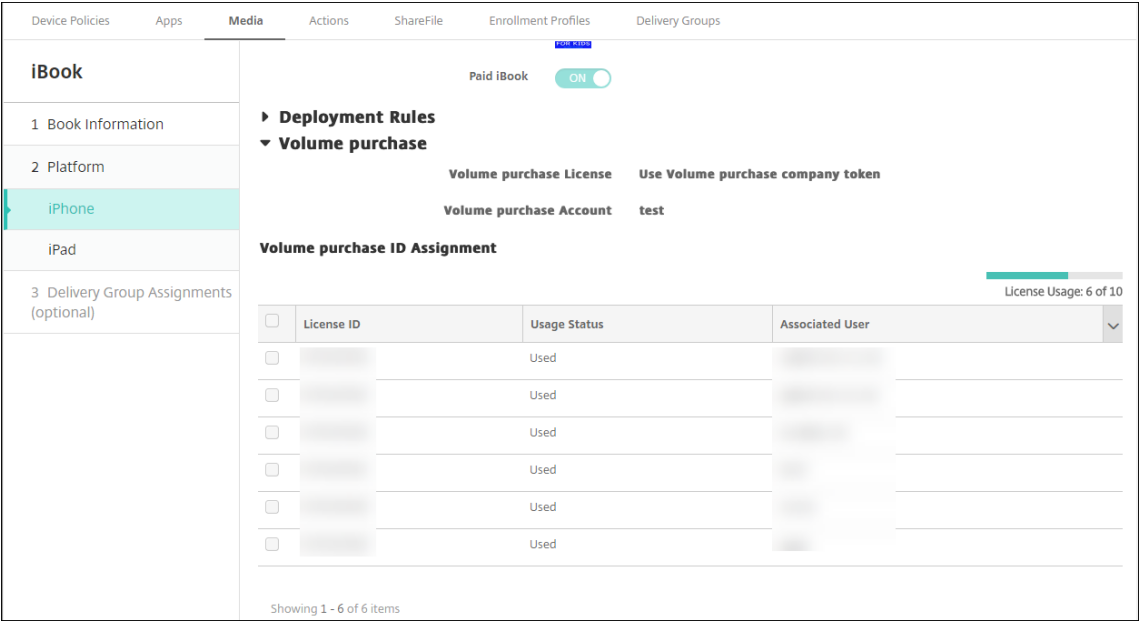 Device Policies Apps Media Actions ShareFile Enrollment Profiles Delivery Groups
iBook
FOR KIDS
Paid iBook ON
1 Book Information
Deployment Rules
Volume purchase
2 Platform
Volume purchase License Use Volume purchase company token
iPhone
Volume purchase Account test
iPad
Volume purchase ID Assignment
3 Delivery Group Assignments
(optional)
License Usage: 6 of 10
License ID Usage Status Associated User
Used
Used
Used
Used
Used
Used
Showing 1 - 6 of 6 items